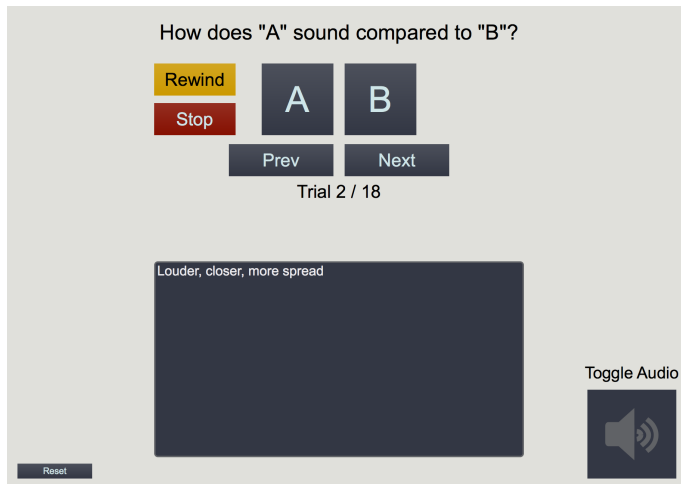 How does "A" sound compared to "B"?
Rewind
A
B
Stop
Prev
Next
Trial 2 / 18
Louder, closer, more spread
Toggle Audio
Reset